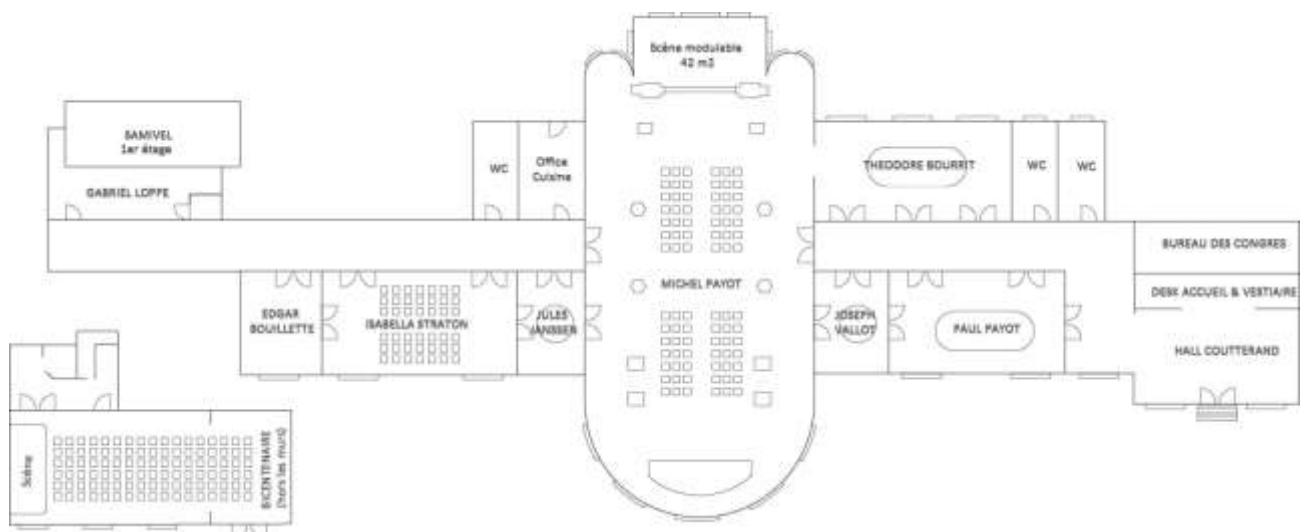 Scène modulable
42 m2
SAMIVEL
1er étage
GABRIEL LOPPE
WC
Office
Cuisine
THEODORE BOURRIT
WC
WC
BUREAU DES CONGRES
DESK ACCUEIL & VESTIAIRE
HALL COUTTERAND
EDGAR
BOUILLETTE
ISABELLA STRATON
JULES
JANSSEN
MICHEL PAYOT
JOSEPH
VALLOT
PAUL PAYOT
Scène
BICENTENAIRE
(hors les murs)